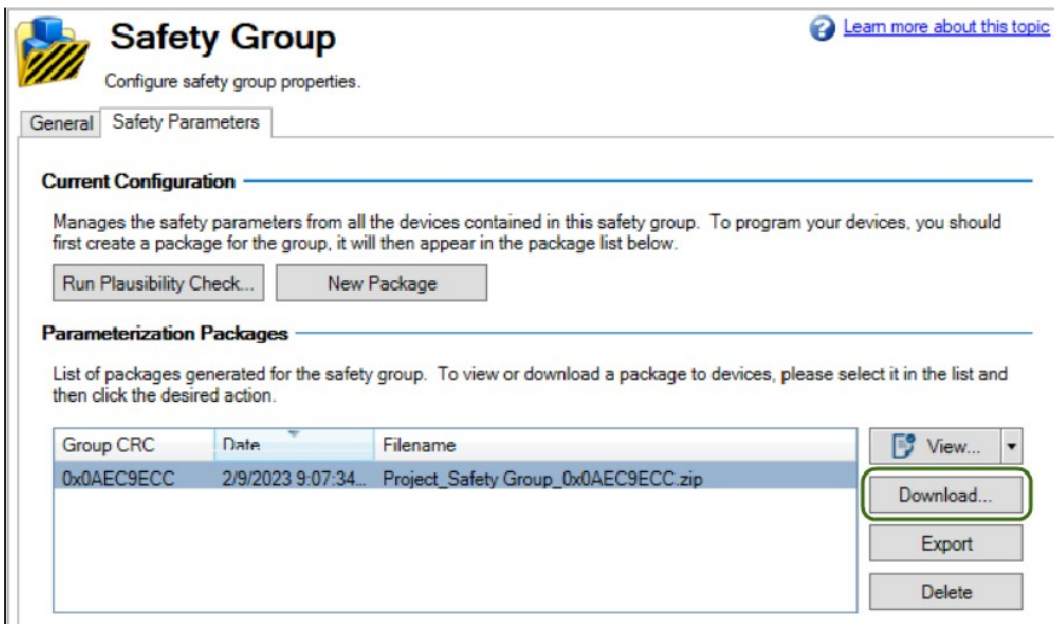 Safety Group
Learn more about this topic
Configure safety group properties.
General
Safety Parameters
Current Configuration
Manages the safety parameters from all the devices contained in this safety group. To program your devices, you should
first create a package for the group, it will then appear in the package list below.
Run Plausibility Check...
New Package
Parameterization Packages
List of packages generated for the safety group. To view or download a package to devices, please select it in the list and
then click the desired action.
Group CRC
Date
Filename
View...
0x0AEC9ECC
2/9/2023 9:07:34...
Project_Safety Group_0x0AEC9ECC.zip
Download...
Export
Delete